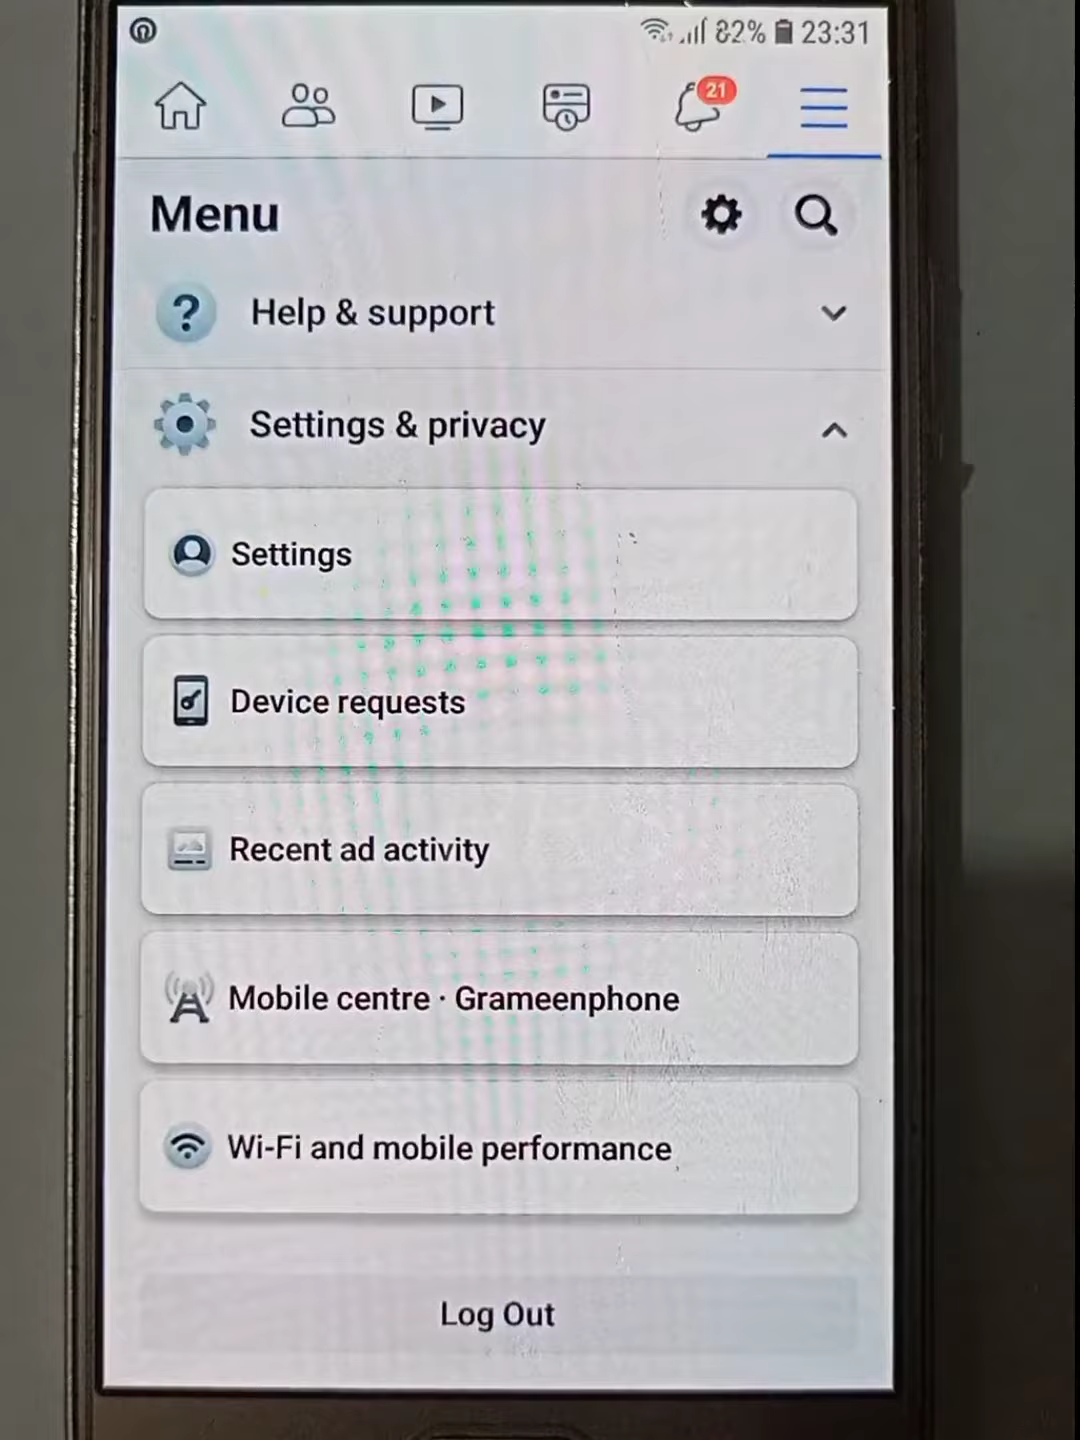 82% 23:31
21
Menu
? Help & support
Settings & privacy
Settings
Device requests
Recent ad activity
Mobile centre · Grameenphone
Wi-Fi and mobile performance
Log Out